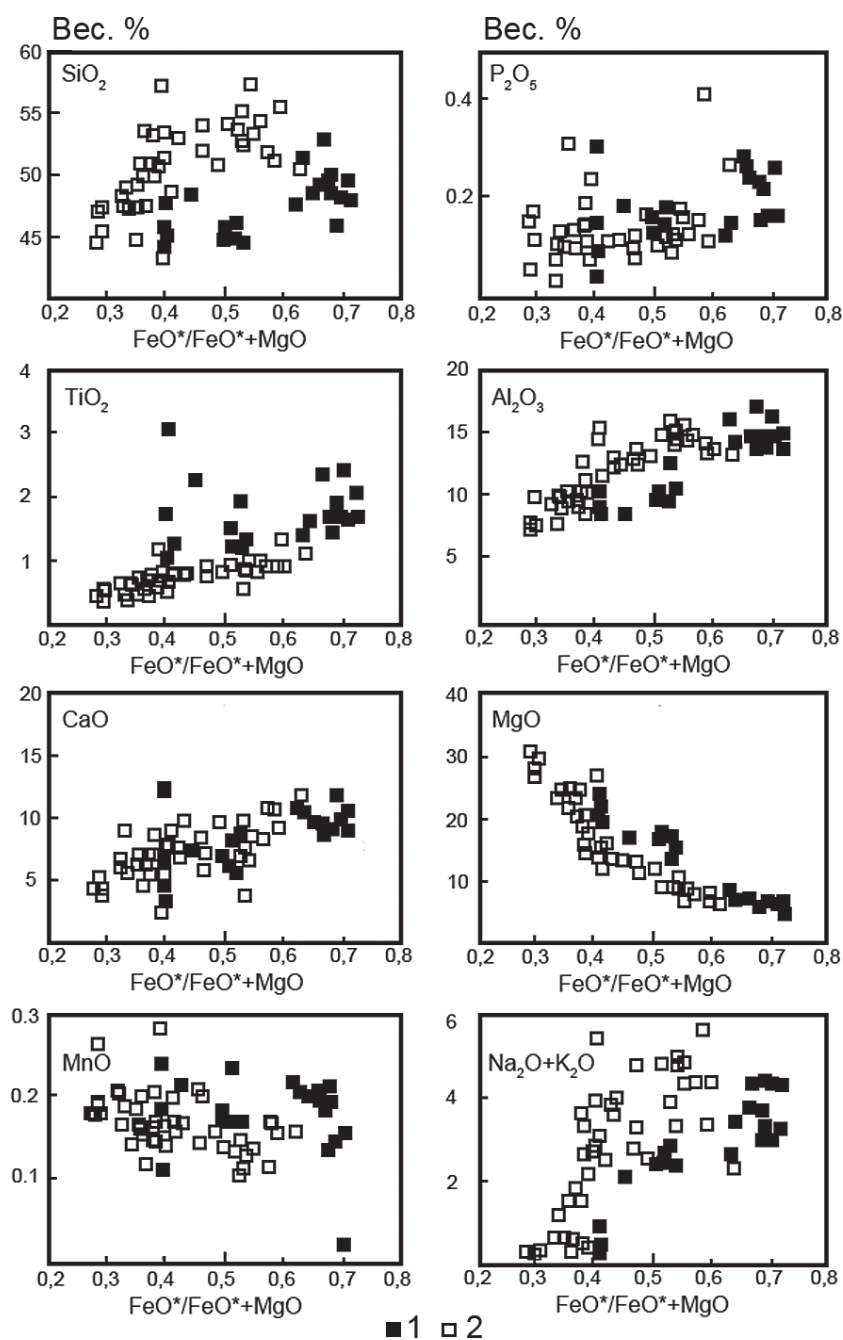 Вес. %
Вес. %
60
55
50
45
SiO₂
0,2 0,3 0,4 0,5 0,6 0,7 0,8
FeO*/FeO*+MgO
0.4
0.2
P₂O₅
0,2 0,3 0,4 0,5 0,6 0,7 0,8
FeO*/FeO*+MgO
4
3
2
1
TiO₂
0,2 0,3 0,4 0,5 0,6 0,7 0,8
FeO*/FeO*+MgO
20
15
10
5
Al₂O₃
0,2 0,3 0,4 0,5 0,6 0,7 0,8
FeO*/FeO*+MgO
20
15
10
5
CaO
0,2 0,3 0,4 0,5 0,6 0,7 0,8
FeO*/FeO*+MgO
40
30
20
10
MgO
0,2 0,3 0,4 0,5 0,6 0,7 0,8
FeO*/FeO*+MgO
0.3
0.2
0.1
MnO
0,2 0,3 0,4 0,5 0,6 0,7 0,8
FeO*/FeO*+MgO
6
4
2
Na₂O+K₂O
0,2 0,3 0,4 0,5 0,6 0,7 0,8
FeO*/FeO*+MgO
1 2